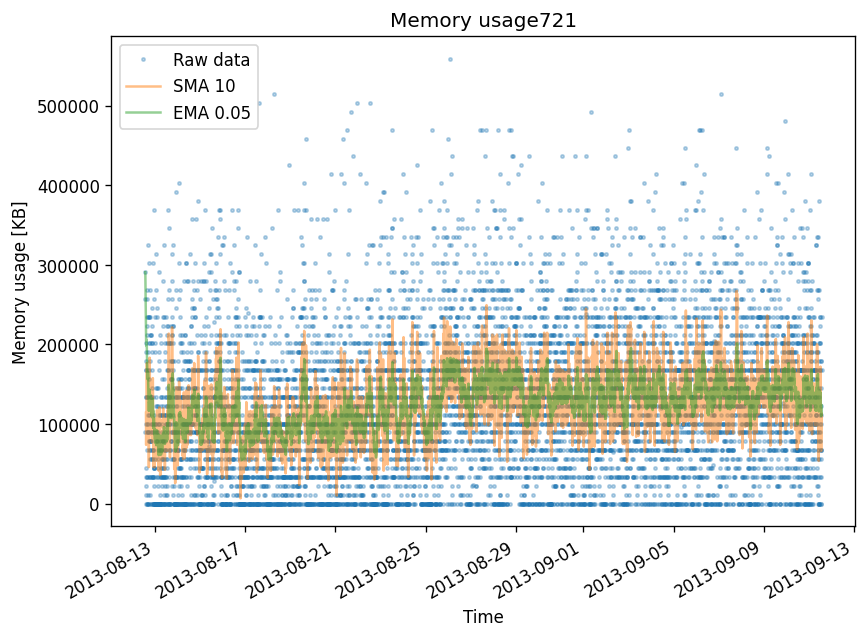 Memory usage721
Raw data
SMA 10
EMA 0.05
Memory usage [KB]
500000
400000
300000
200000
100000
0
2013-08-13
2013-08-17
2013-08-21
2013-08-25
2013-08-29
2013-09-01
2013-09-05
2013-09-09
2013-09-13
Time